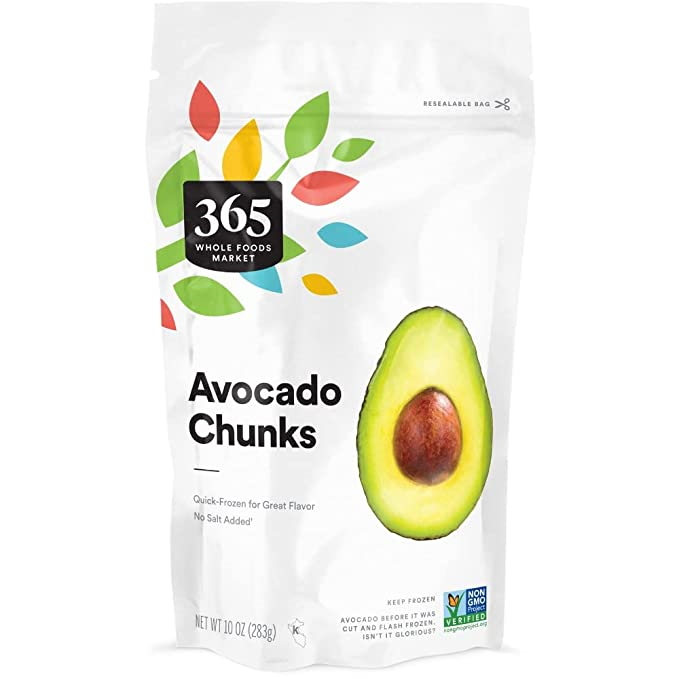 RESEALABLE BAG
365
WHOLE FOODS
MARKET
Avocado
Chunks
Quick-Frozen for Great Flavor
No Salt Added†
KEEP FROZEN
AVOCADO BEFORE IT WAS
CUT AND FLASH FROZEN.
ISN'T IT GLORIOUS?
NET WT 10 OZ (283g)
K
NON
GMO
Project
VERIFIED
nongmoproject.org